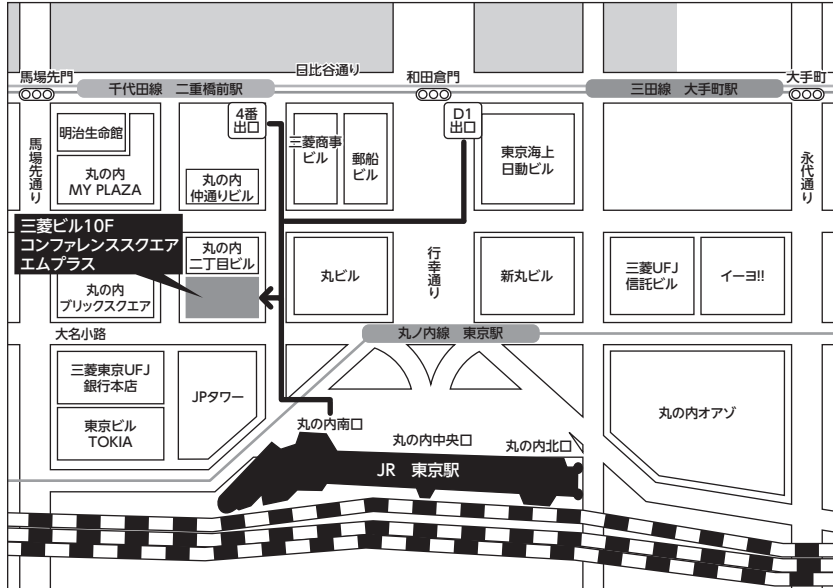 日比谷通り
馬場先門
和田倉門
大手町
千代田線　二重橋前駅
三田線　大手町駅
4番
出口
D1
出口
明治生命館
三菱商事
ビル
郵船
ビル
東京海上
日動ビル
馬場先通り
永代通り
丸の内
MY PLAZA
丸の内
仲通りビル
三菱ビル10F
コンファレンススクエア
エムプラス
丸の内
二丁目ビル
丸ビル
行幸通り
新丸ビル
三菱UFJ
信託ビル
イーヨ!!
丸の内
ブリックスクエア
大名小路
丸ノ内線　東京駅
三菱東京UFJ
銀行本店
JPタワー
東京ビル
TOKIA
丸の内オアゾ
丸の内南口
丸の内中央口
丸の内北口
JR　東京駅